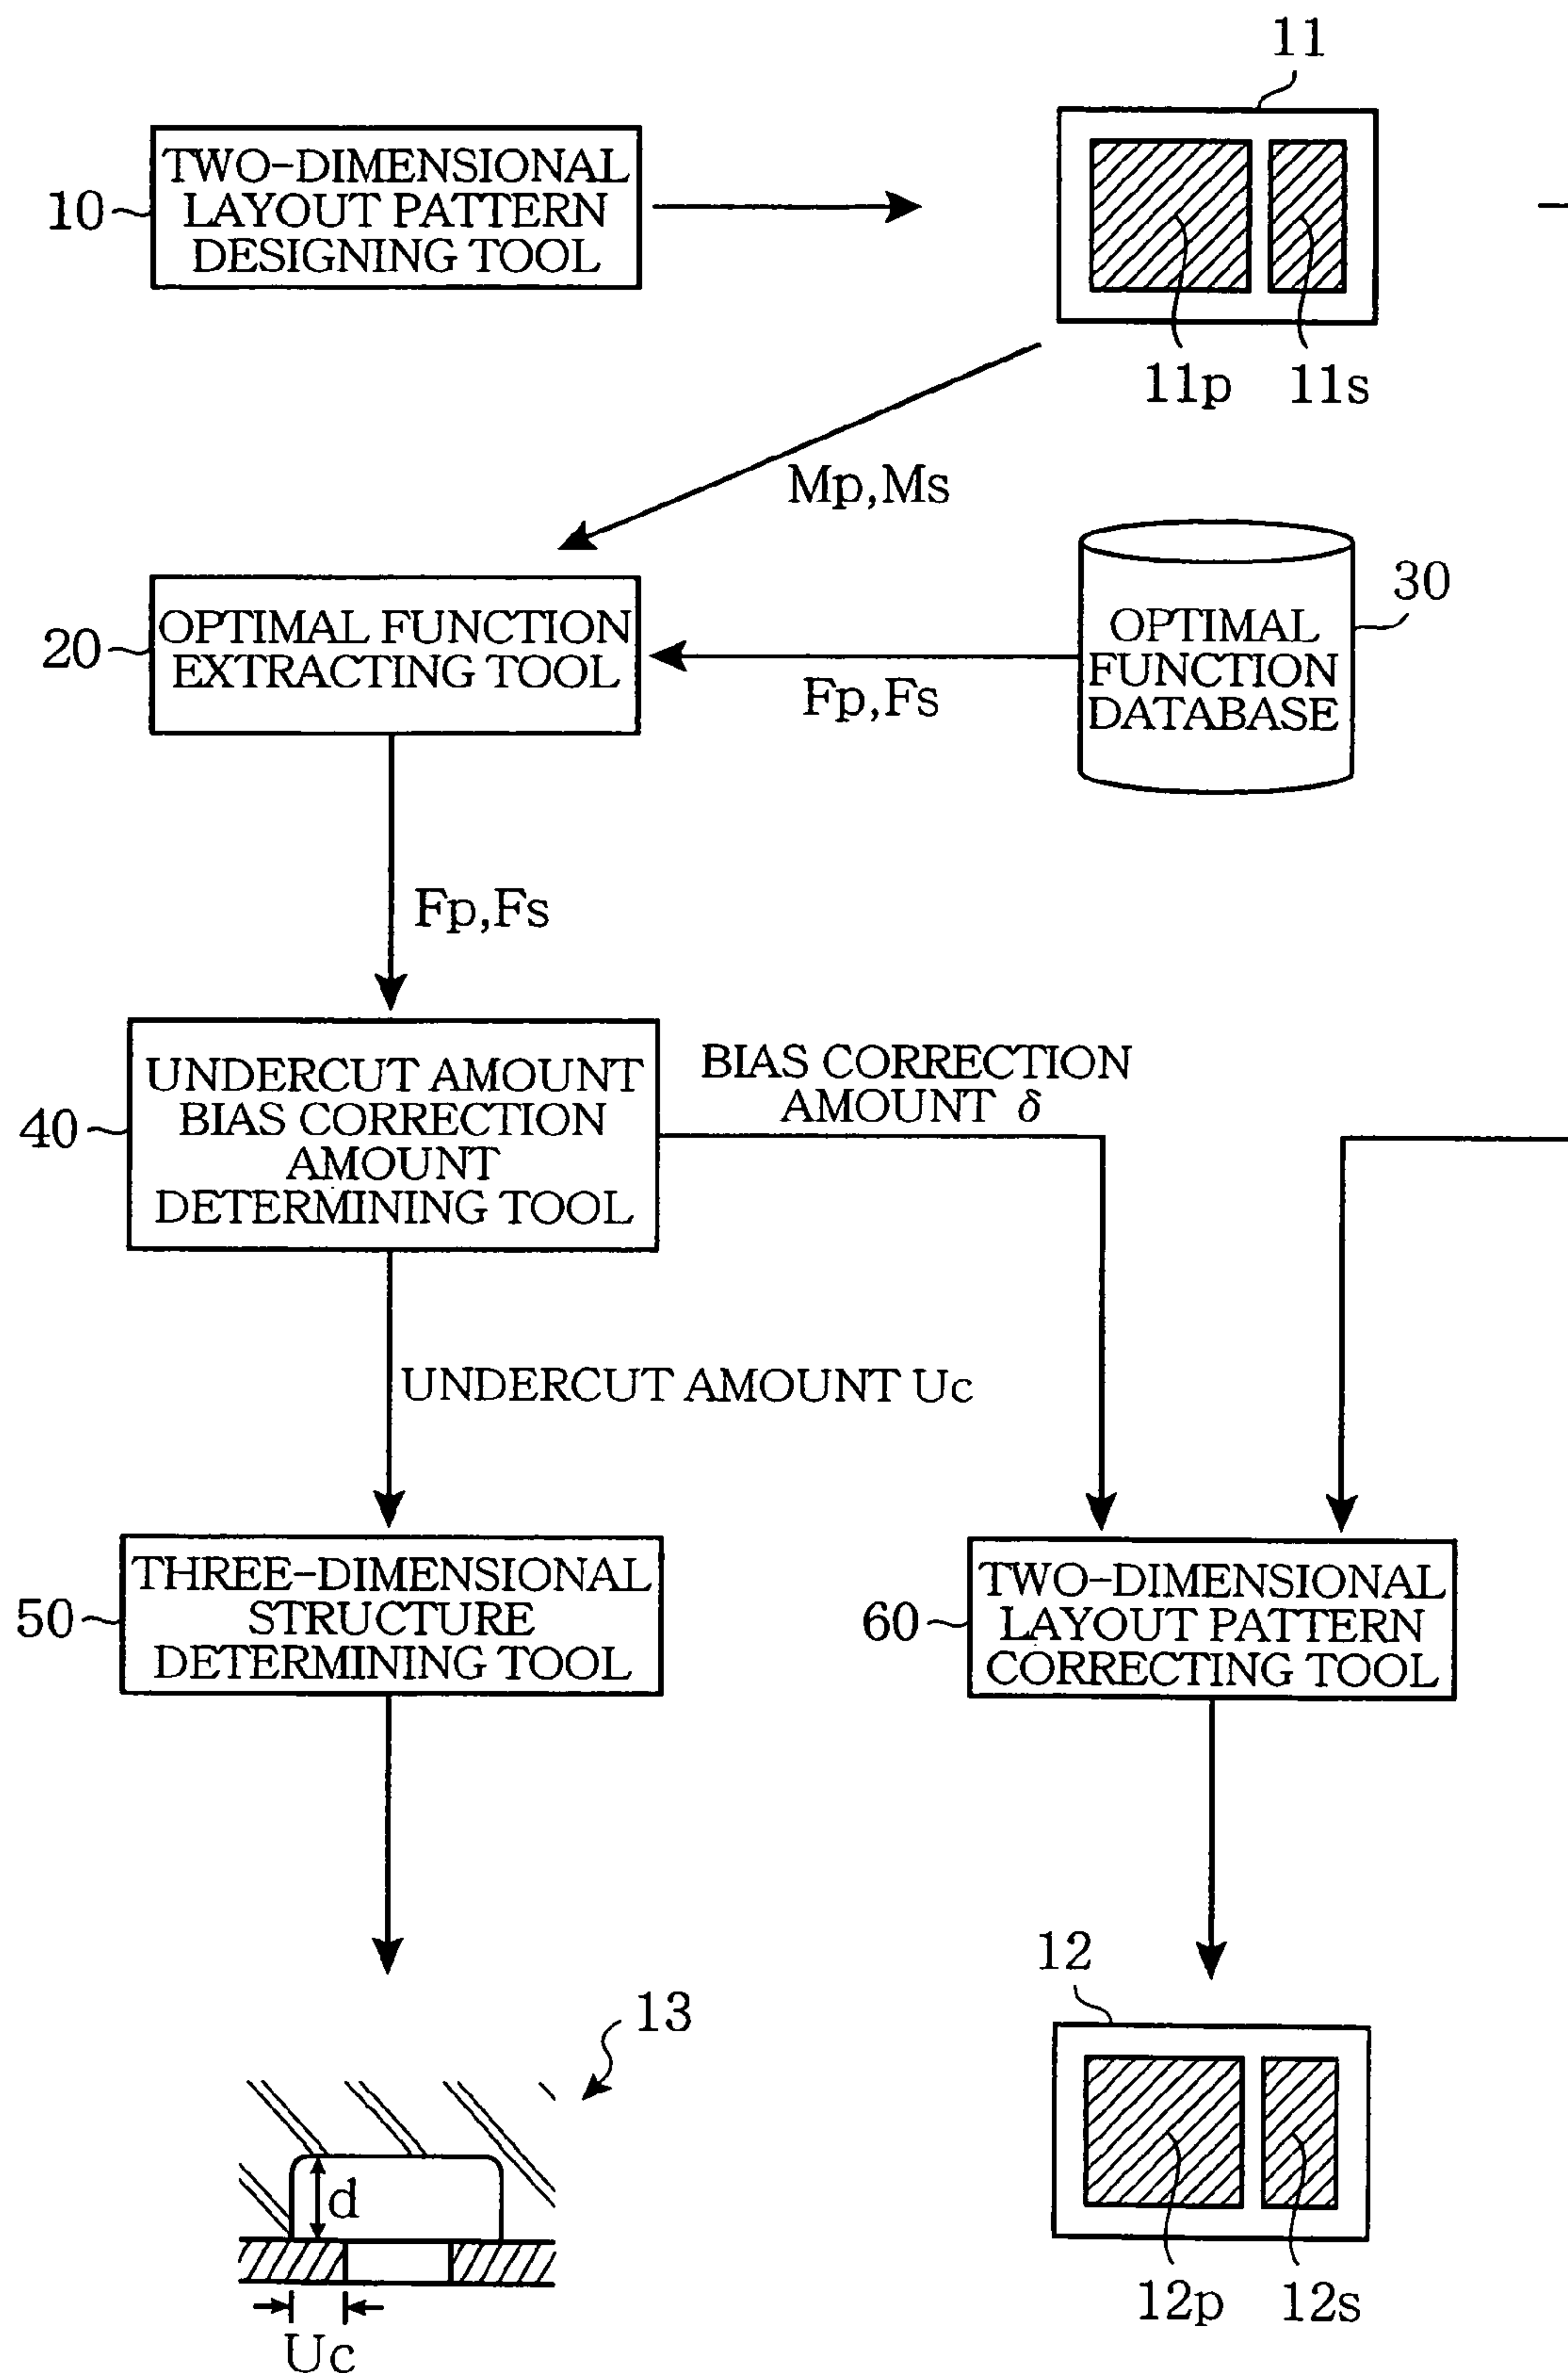 11
TWO-DIMENSIONAL
LAYOUT PATTERN
DESIGNING TOOL
10
11p
11s
Mp,Ms
30
OPTIMAL FUNCTION
EXTRACTING TOOL
20
OPTIMAL
FUNCTION
DATABASE
Fp,Fs
Fp,Fs
UNDERCUT AMOUNT
BIAS CORRECTION
AMOUNT
DETERMINING TOOL
40
BIAS CORRECTION
AMOUNT δ
UNDERCUT AMOUNT Uc
THREE-DIMENSIONAL
STRUCTURE
DETERMINING TOOL
50
60
TWO-DIMENSIONAL
LAYOUT PATTERN
CORRECTING TOOL
12
13
d
12p
12s
Uc